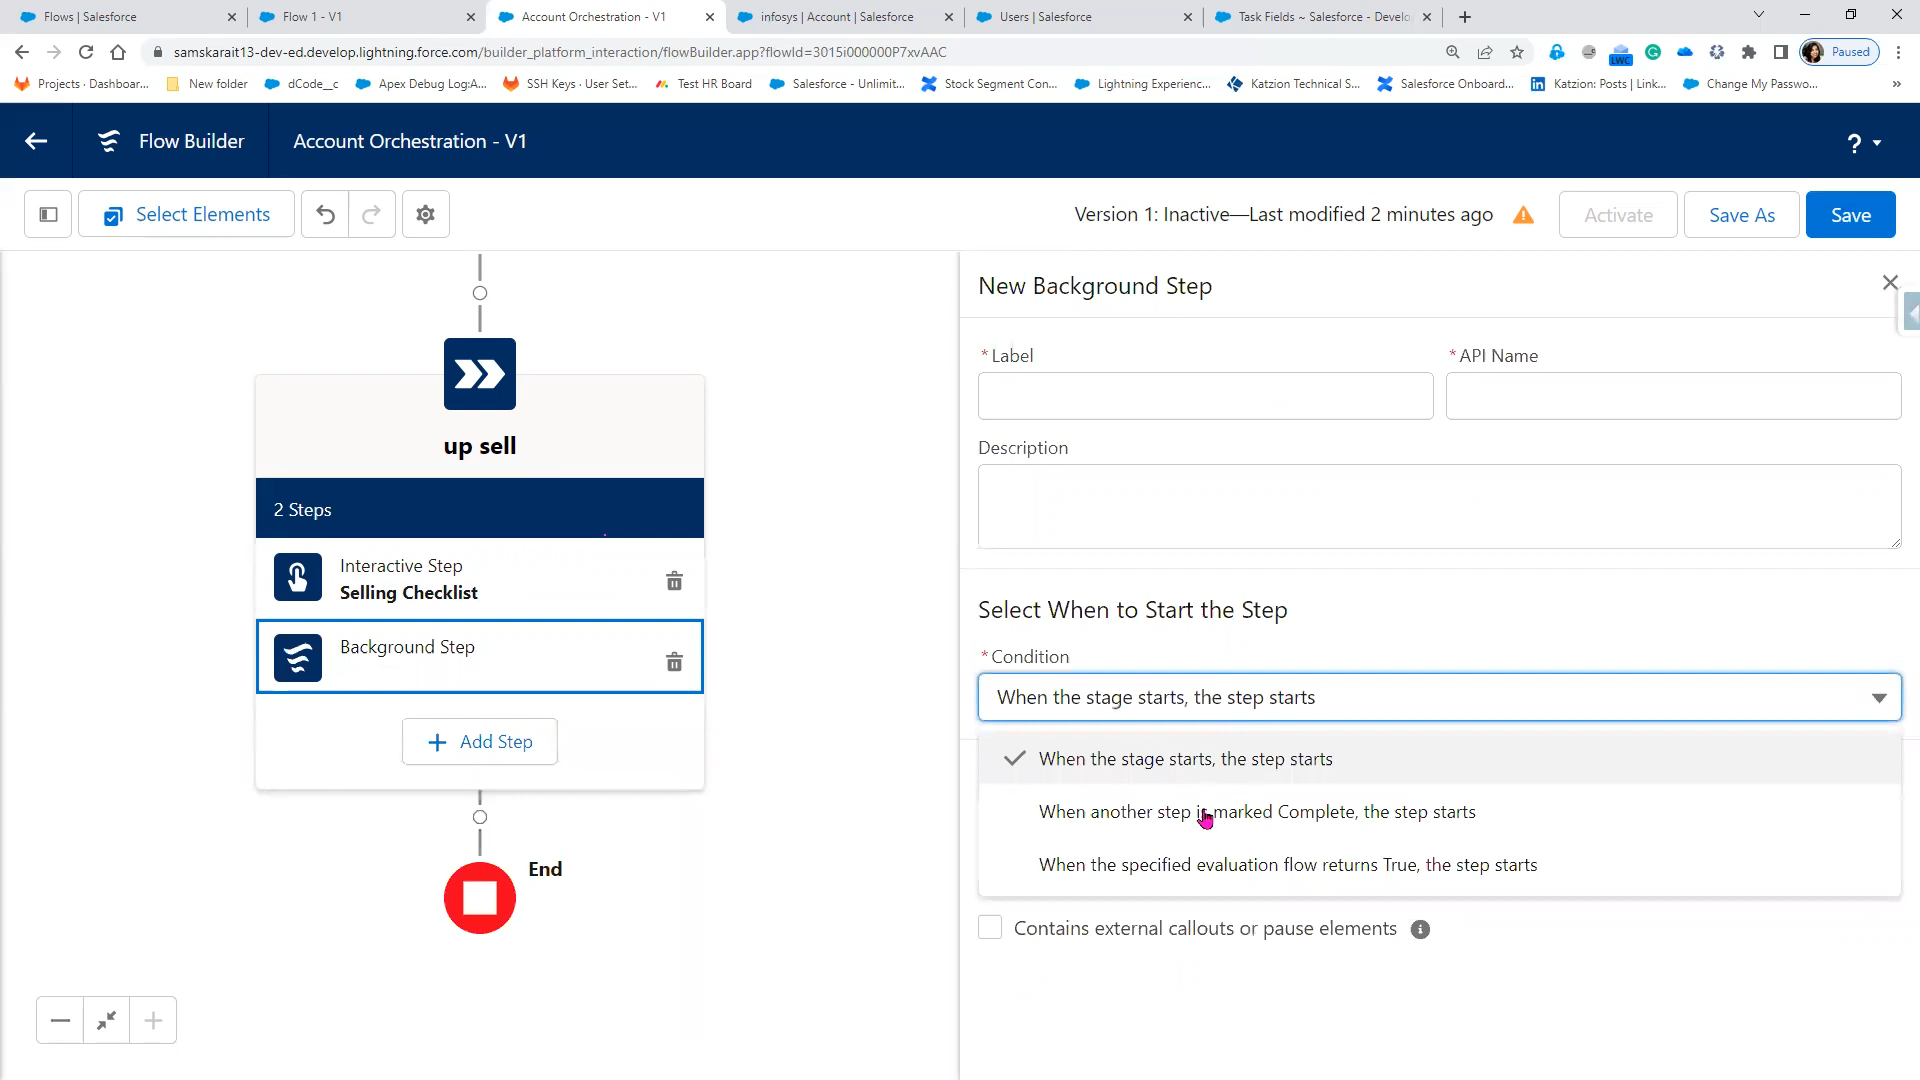 Flows | Salesforce
Flow 1 - V1
Account Orchestration - V1
infosys | Account | Salesforce
Users | Salesforce
Task Fields ~ Salesforce - Develo
samskarait13-dev-ed.develop.lightning.force.com/builder_platform_interaction/flowBuilder.app?flowId=3015i000000P7xvAAC
LWC
Paused
Projects · Dashboar...
New folder
dCode__c
Apex Debug Log:A...
SSH Keys · User Set...
Test HR Board
Salesforce - Unlimit...
Stock Segment Con...
Lightning Experienc...
Katzion Technical S...
Salesforce Onboard...
Katzion: Posts | Link...
Change My Passwo...
»
Flow Builder
Account Orchestration - V1
?
Select Elements
Version 1: Inactive—Last modified 2 minutes ago
Activate
Save As
Save
up sell
2 Steps
Interactive Step
Selling Checklist
Background Step
Add Step
End
New Background Step
*Label
*API Name
Description
Select When to Start the Step
*Condition
When the stage starts, the step starts
When the stage starts, the step starts
When another step is marked Complete, the step starts
When the specified evaluation flow returns True, the step starts
Contains external callouts or pause elements